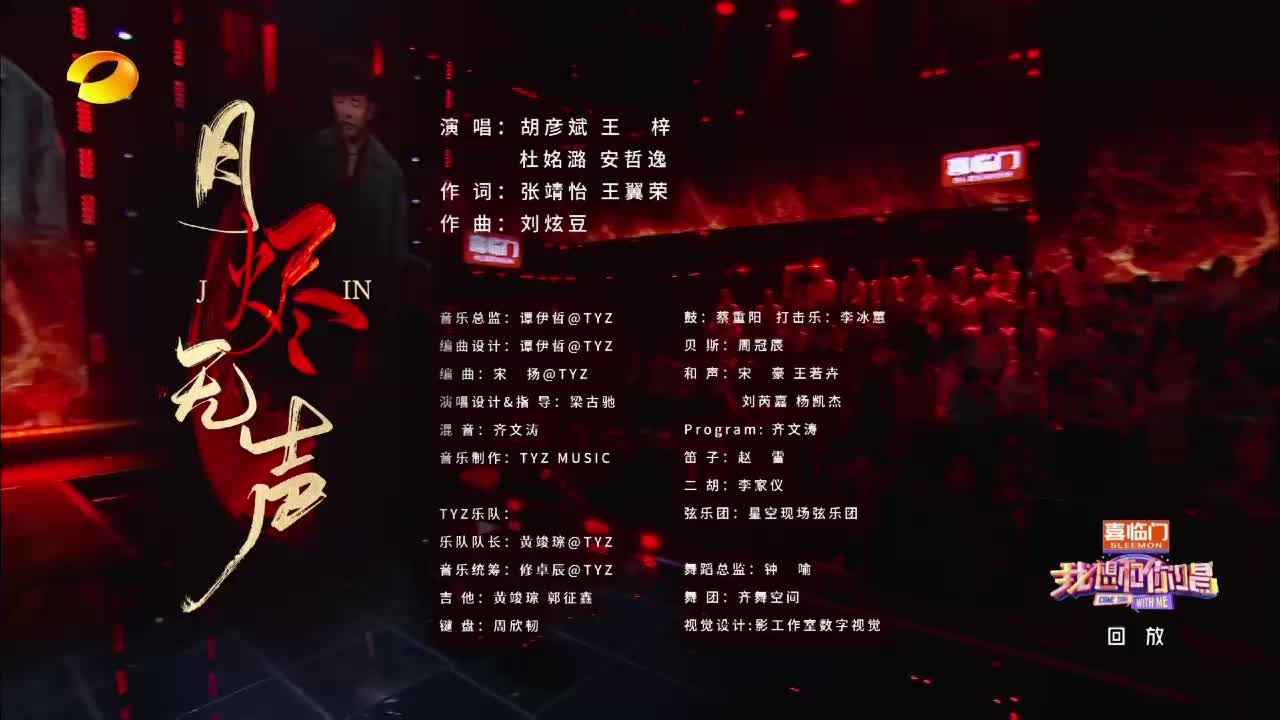 月烬无声
JIN
演 唱：胡彦斌 王 梓
杜姳潞 安哲逸
作 词：张靖怡 王翼荣
作 曲：刘炫豆
音乐总监：谭伊哲@TYZ
编曲设计：谭伊哲@TYZ
编 曲：宋 扬@TYZ
演唱设计&指 导：梁古驰
混 音：齐文涛
音乐制作：TYZ MUSIC
TYZ乐队：
乐队队长：黄竣琮@TYZ
音乐统筹：修卓辰@TYZ
吉 他：黄竣琮 郭征鑫
键 盘：周欣韧
鼓：蔡重阳 打击乐：李冰蕙
贝 斯：周冠辰
和 声：宋 豪 王若卉
刘芮嘉 杨凯杰
Program: 齐文涛
笛 子：赵 雪
二 胡：李家仪
弦乐团：星空现场弦乐团
舞蹈总监：钟 喻
舞 团：齐舞空间
视觉设计:影工作室数字视觉
喜临门
喜临门
喜临门
SLEEMON
我想和你唱
COME SING WITH ME
回 放